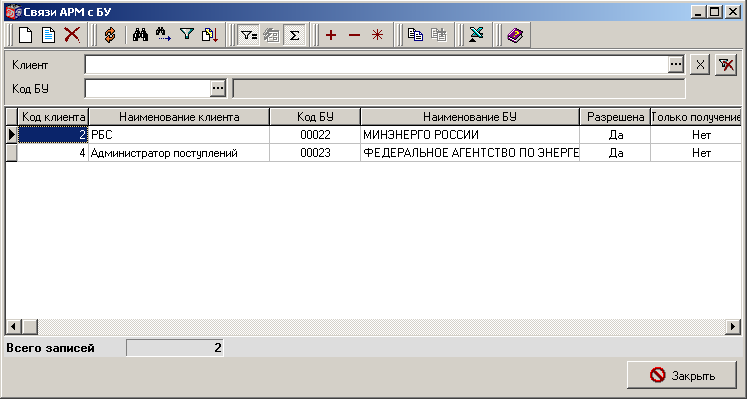 Связи АРМ с БУ
Клиент
Код БУ
Код клиента Наименование клиента Код БУ Наименование БУ Разрешена Только получение
2 РБС 00022 МИНЭНЕРГО РОССИИ Да Нет
4 Администратор поступлений 00023 ФЕДЕРАЛЬНОЕ АГЕНТСТВО ПО ЭНЕРГЕ Да Нет
Всего записей 2
Закрыть